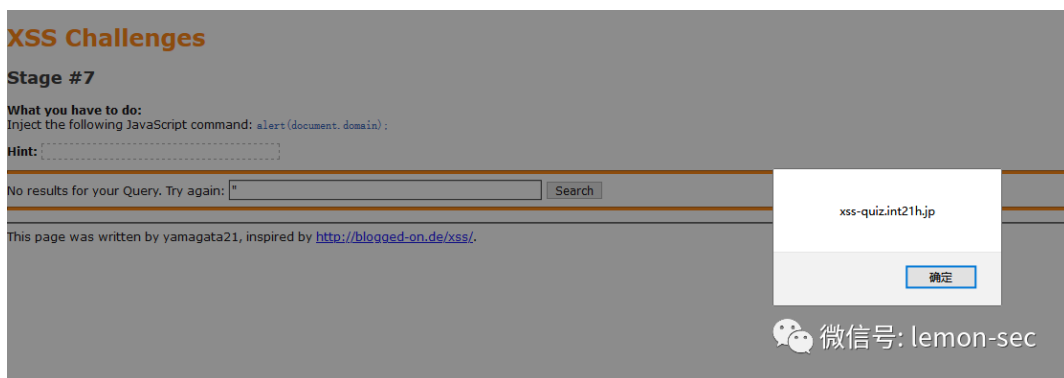 XSS Challenges
Stage #7
What you have to do:
Inject the following JavaScript command: alert(document.domain);
Hint:
No results for your Query. Try again: " Search
xss-quiz.int21h.jp
确定
This page was written by yamagata21, inspired by http://blogged-on.de/xss/.
微信号: lemon-sec